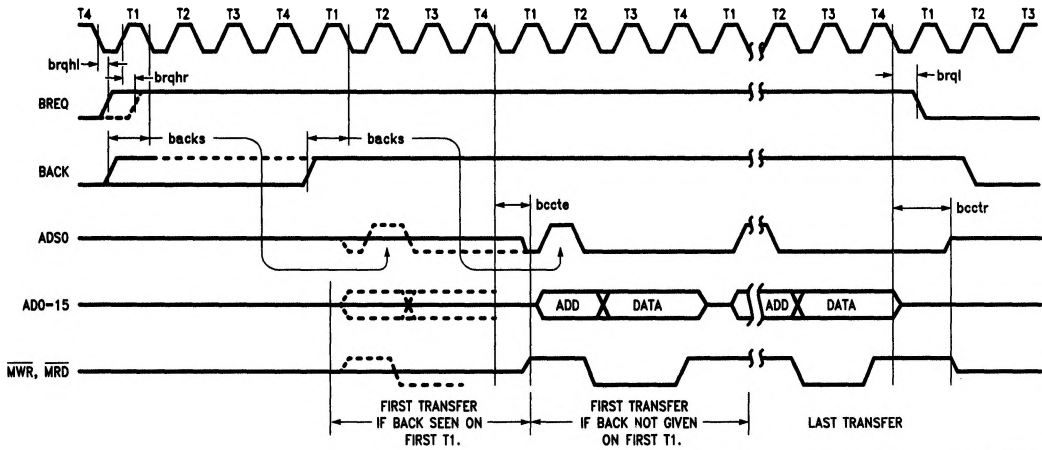 T4 T1 T2 T3 T4 T1 T2 T3 T4 T1 T2 T3 T4 T1 T2 T3 T4 T1 T2 T3
brqhl
brqhr
brql
BREQ
backs
backs
BACK
bccte
bcctr
ADS0
AD0-15
ADD
DATA
ADD
DATA
MWR, MRD
FIRST TRANSFER
IF BACK SEEN ON
FIRST T1.
FIRST TRANSFER
IF BACK NOT GIVEN
ON FIRST T1.
LAST TRANSFER